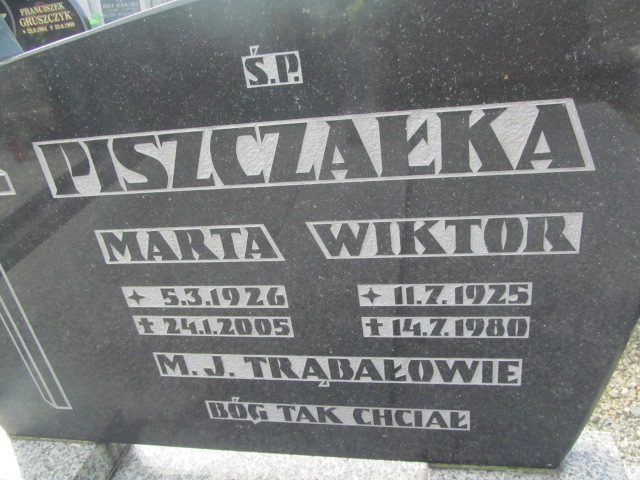 FRANCISZEK
GRUSZCZYK
Ś.P.
PISZCZAŁKA
MARTA WIKTOR
✦ 5.3.1926 ✦ 11.7.1925
✝ 24.1.2005 ✝ 14.7.1980
M. J. TRĄBAŁOWIE
BÓG TAK CHCIAŁ